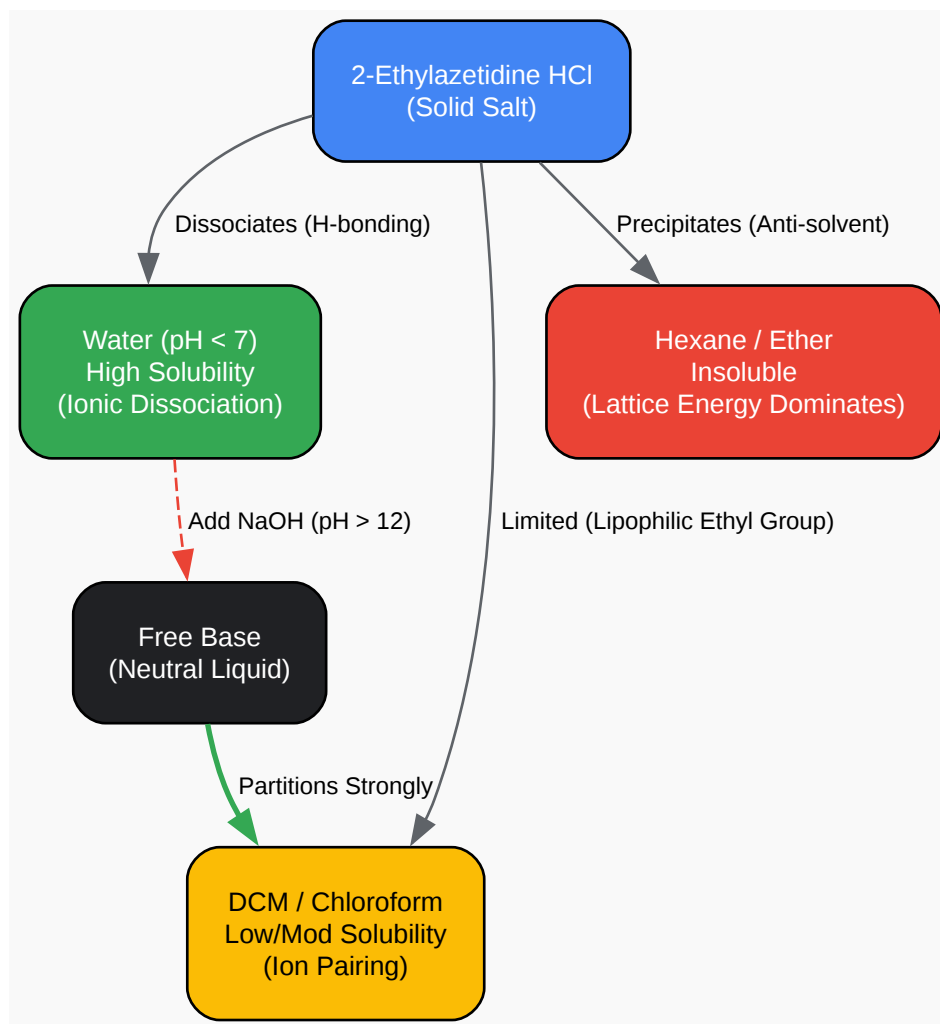 2-Ethylazetidine HCl
(Solid Salt)
Dissociates (H-bonding)
Precipitates (Anti-solvent)
Water (pH < 7)
High Solubility
(Ionic Dissociation)
Hexane / Ether
Insoluble
(Lattice Energy Dominates)
Add NaOH (pH > 12)
Limited (Lipophilic Ethyl Group)
Free Base
(Neutral Liquid)
Partitions Strongly
DCM / Chloroform
Low/Mod Solubility
(Ion Pairing)